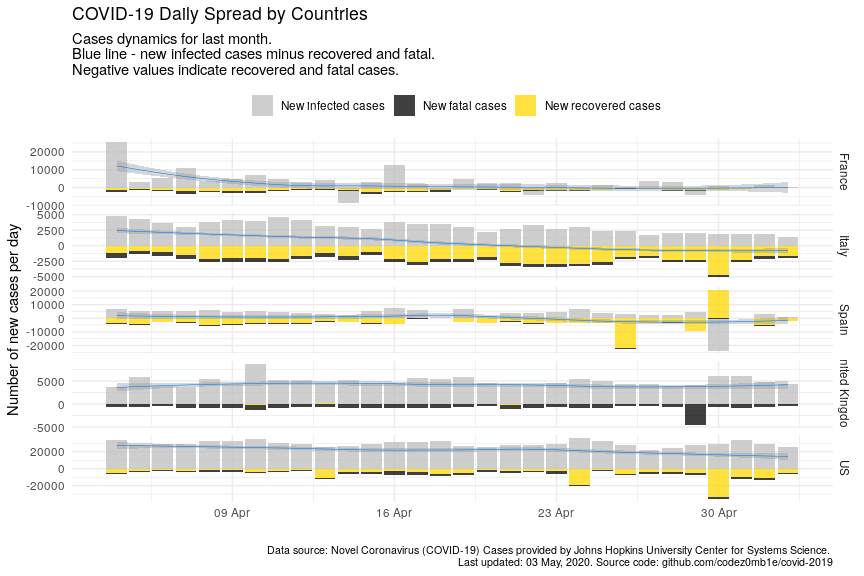 COVID-19 Daily Spread by Countries
Cases dynamics for last month.
Blue line - new infected cases minus recovered and fatal.
Negative values indicate recovered and fatal cases.
New infected cases New fatal cases New recovered cases
Number of new cases per day
20000
10000
0
-10000
France
5000
2500
0
-2500
-5000
Italy
20000
10000
0
-10000
-20000
Spain
5000
0
-5000
nted Kingdo
20000
0
-20000
US
09 Apr 16 Apr 23 Apr 30 Apr
Data source: Novel Coronavirus (COVID-19) Cases provided by Johns Hopkins University Center for Systems Science.
Last updated: 03 May, 2020. Source code: github.com/codez0mb1e/covid-2019